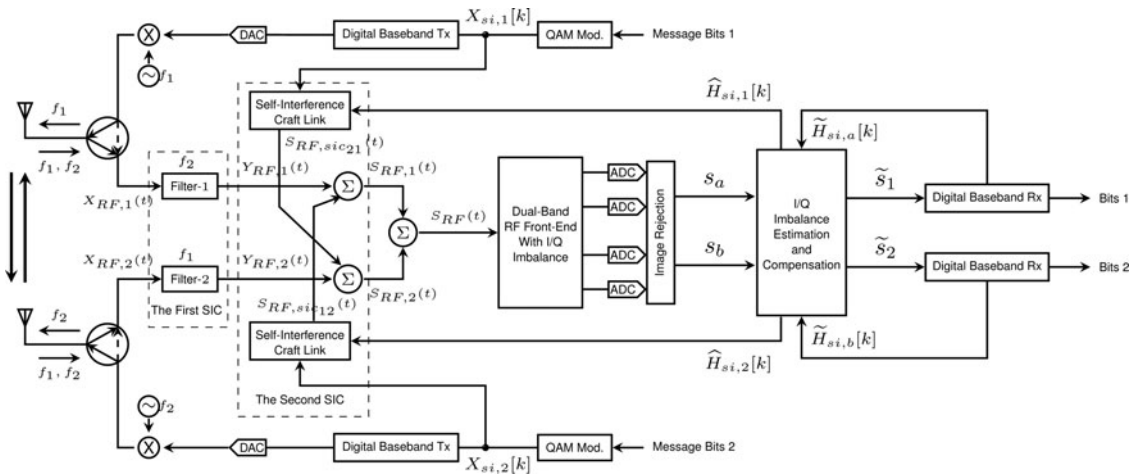 X_{si,1}[k]
DAC
Digital Baseband Tx
QAM Mod.
Message Bits 1
f_1
\widehat{H}_{si,1}[k]
Self-Interference
Craft Link
f_1
\widetilde{H}_{si,a}[k]
S_{RF,sic_{21}}(t)
f_1, f_2
f_2
Filter-1
Y_{RF,1}(t)
S_{RF,1}(t)
X_{RF,1}(t)
Σ
ADC
ADC
ADC
ADC
Image Rejection
s_a
s_b
I/Q
Imbalance
Estimation
and
Compensation
\widetilde{s}_1
Digital Baseband Rx
Bits 1
Dual-Band
RF Front-End
With I/Q
Imbalance
S_{RF}(t)
Σ
X_{RF,2}(t)
f_1
Filter-2
Y_{RF,2}(t)
Σ
S_{RF,2}(t)
\widetilde{s}_2
Digital Baseband Rx
Bits 2
The First SIC
S_{RF,sic_{12}}(t)
f_2
f_1, f_2
Self-Interference
Craft Link
\widetilde{H}_{si,b}[k]
\widehat{H}_{si,2}[k]
The Second SIC
f_2
DAC
Digital Baseband Tx
QAM Mod.
Message Bits 2
X_{si,2}[k]